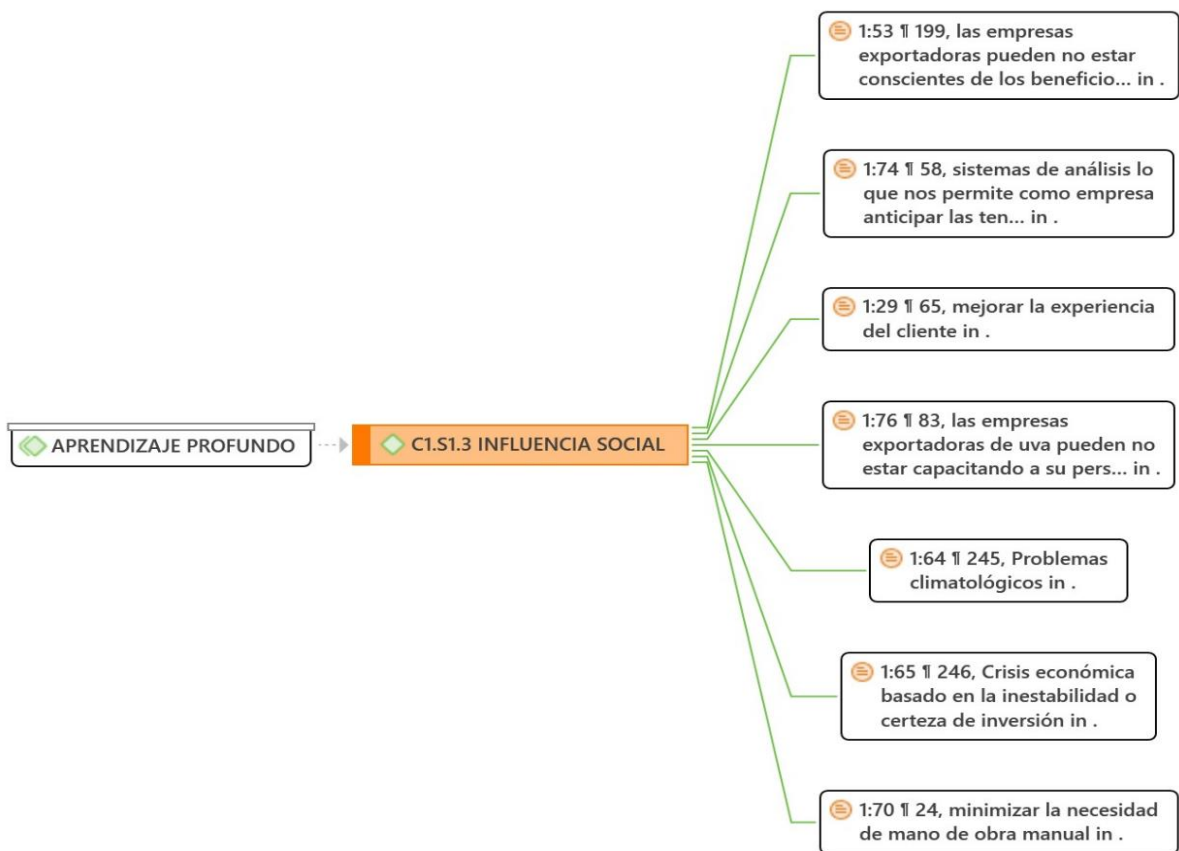 1:53 ¶ 199, las empresas
exportadoras pueden no estar
conscientes de los beneficio... in .
1:74 ¶ 58, sistemas de análisis lo
que nos permite como empresa
anticipar las ten... in .
1:29 ¶ 65, mejorar la experiencia
del cliente in .
1:76 ¶ 83, las empresas
exportadoras de uva pueden no
estar capacitando a su pers... in .
APRENDIZAJE PROFUNDO
C1.S1.3 INFLUENCIA SOCIAL
1:64 ¶ 245, Problemas
climatológicos in .
1:65 ¶ 246, Crisis económica
basado en la inestabilidad o
certeza de inversión in .
1:70 ¶ 24, minimizar la necesidad
de mano de obra manual in .